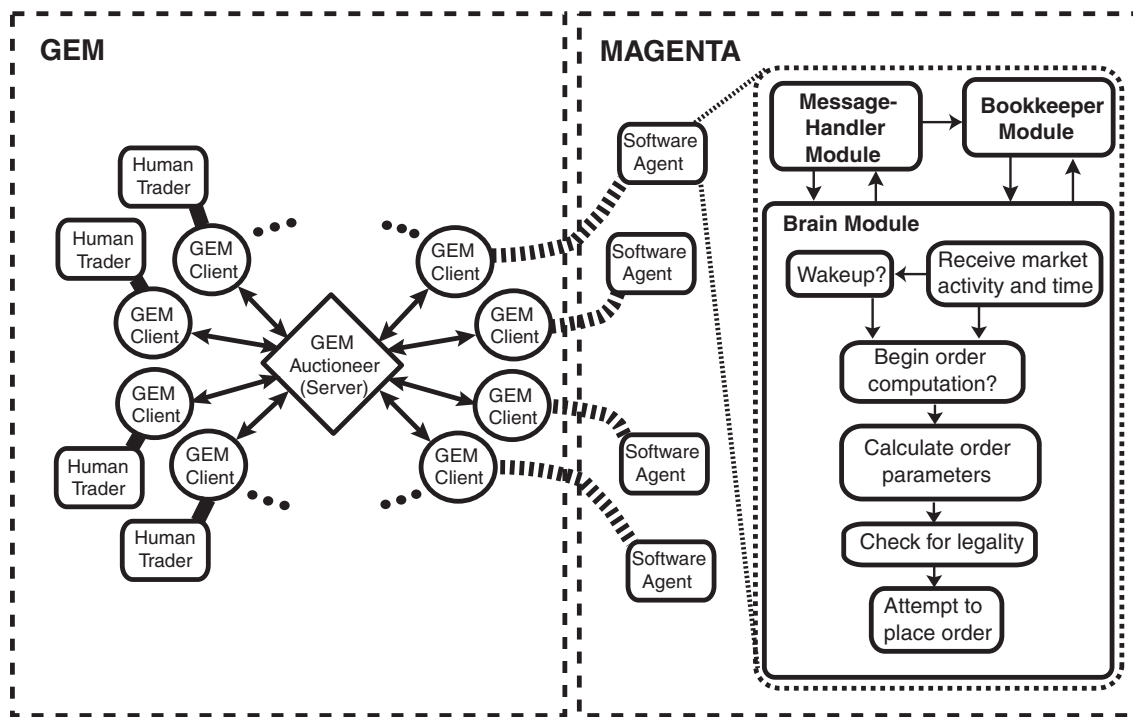 GEM
Human
Trader
Human
Trader
GEM
Client
GEM
Client
GEM
Client
Human
Trader
GEM
Client
Human
Trader
GEM
Auctioneer
(Server)
GEM
Client
GEM
Client
GEM
Client
GEM
Client
MAGENTA
Software
Agent
Software
Agent
Software
Agent
Software
Agent
Message-
Handler
Module
Bookkeeper
Module
Brain Module
Wakeup?
Receive market
activity and time
Begin order
computation?
Calculate order
parameters
Check for legality
Attempt to
place order